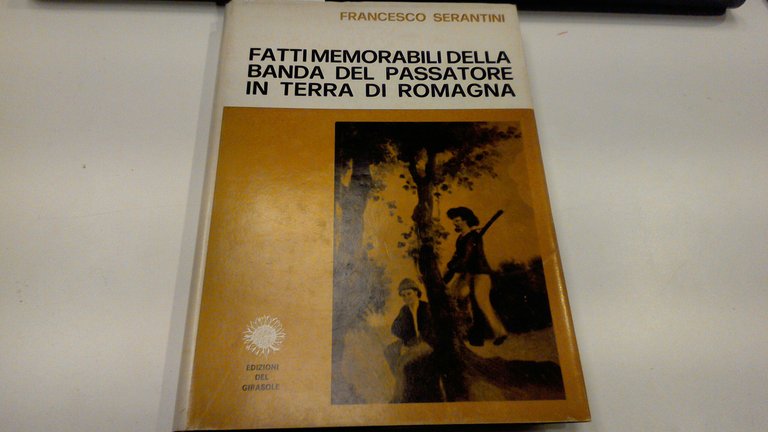 FRANCESCO SERANTINI
FATTI MEMORABILI DELLA
BANDA DEL PASSATORE
IN TERRA DI ROMAGNA
EDIZIONI
DEL
GIRASOLE